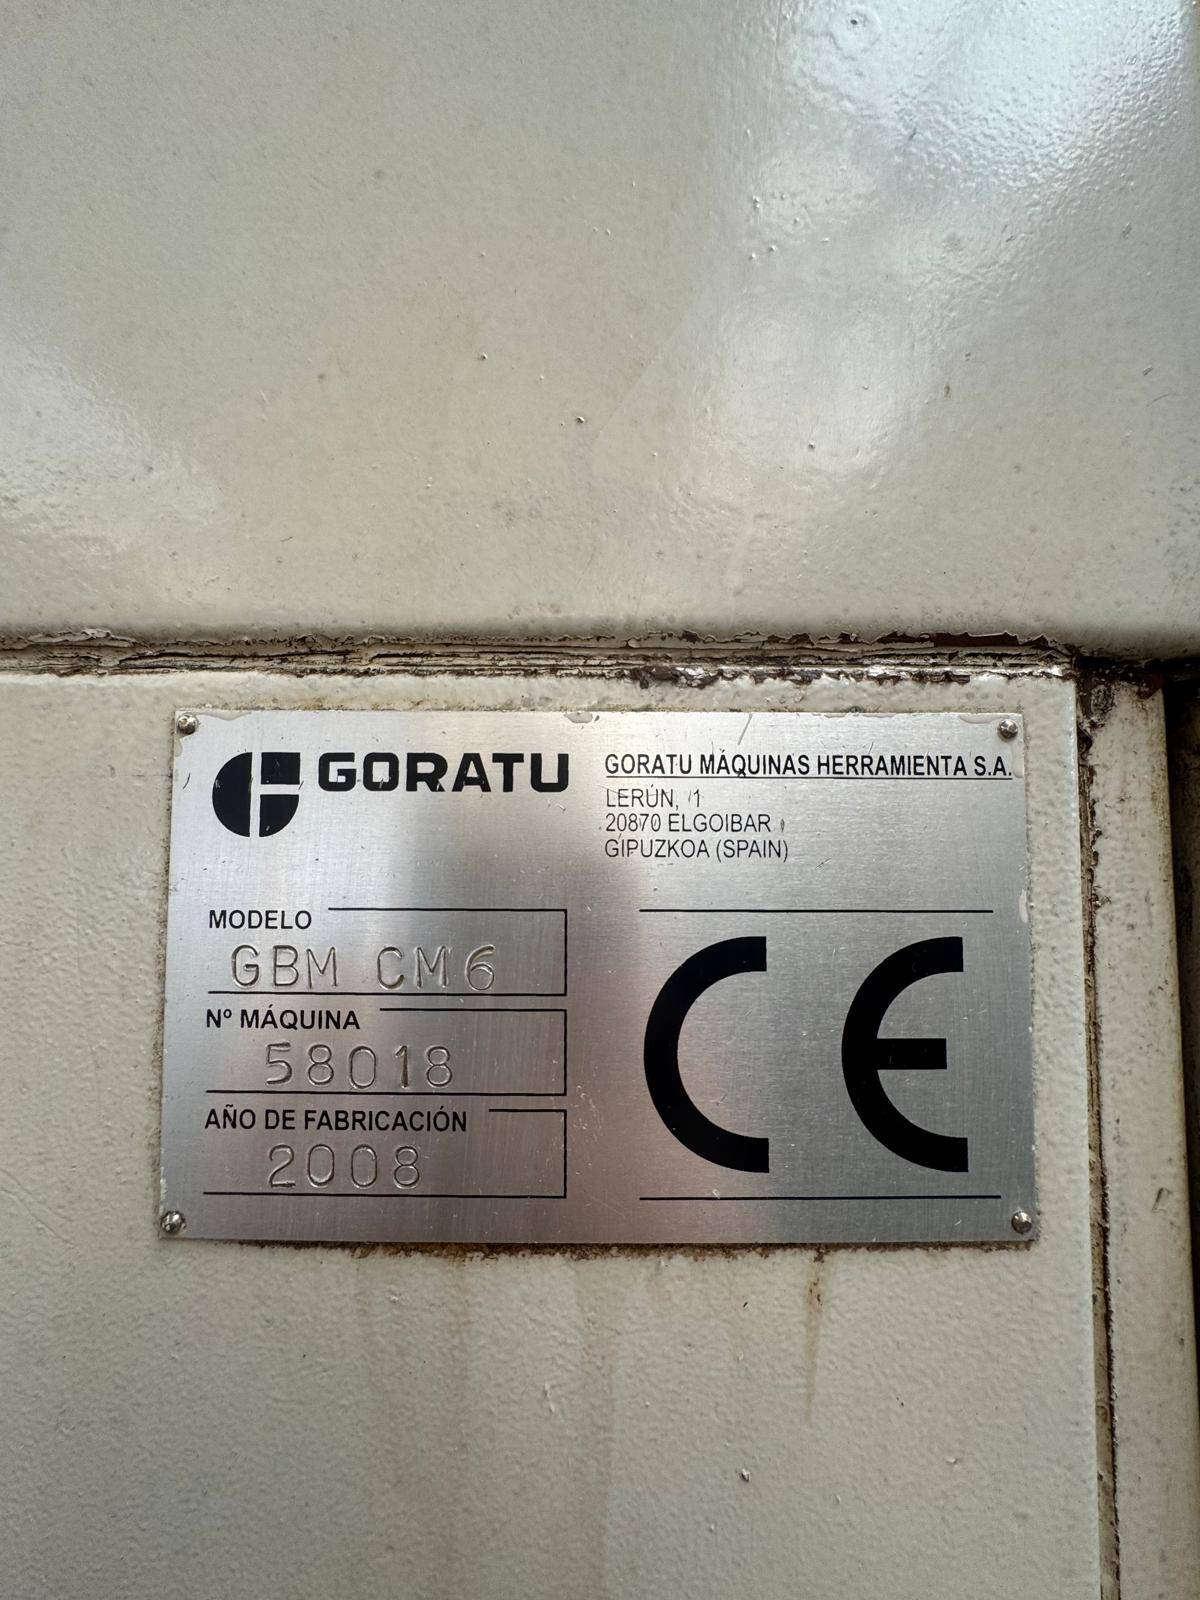 GORATU
GORATU MÁQUINAS HERRAMIENTA S.A.
LERÚN, 1
20870 ELGOIBAR
GIPUZKOA (SPAIN)
MODELO
GBM CM6
Nº MÁQUINA
58018
AÑO DE FABRICACIÓN
2008
CE